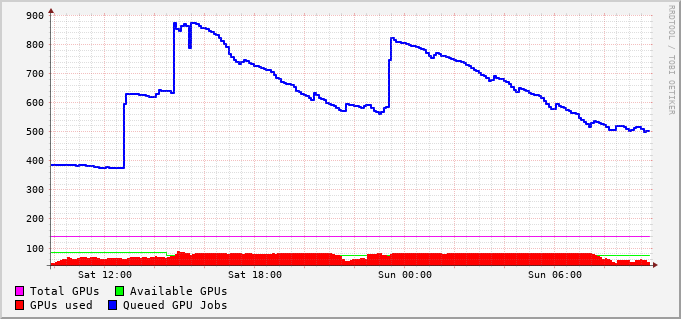 900
800
700
600
500
400
300
200
100
Sat 12:00 Sat 18:00 Sun 00:00 Sun 06:00
Total GPUs Available GPUs
GPUs used Queued GPU Jobs
RRDTOOL / TOBI OETIKER